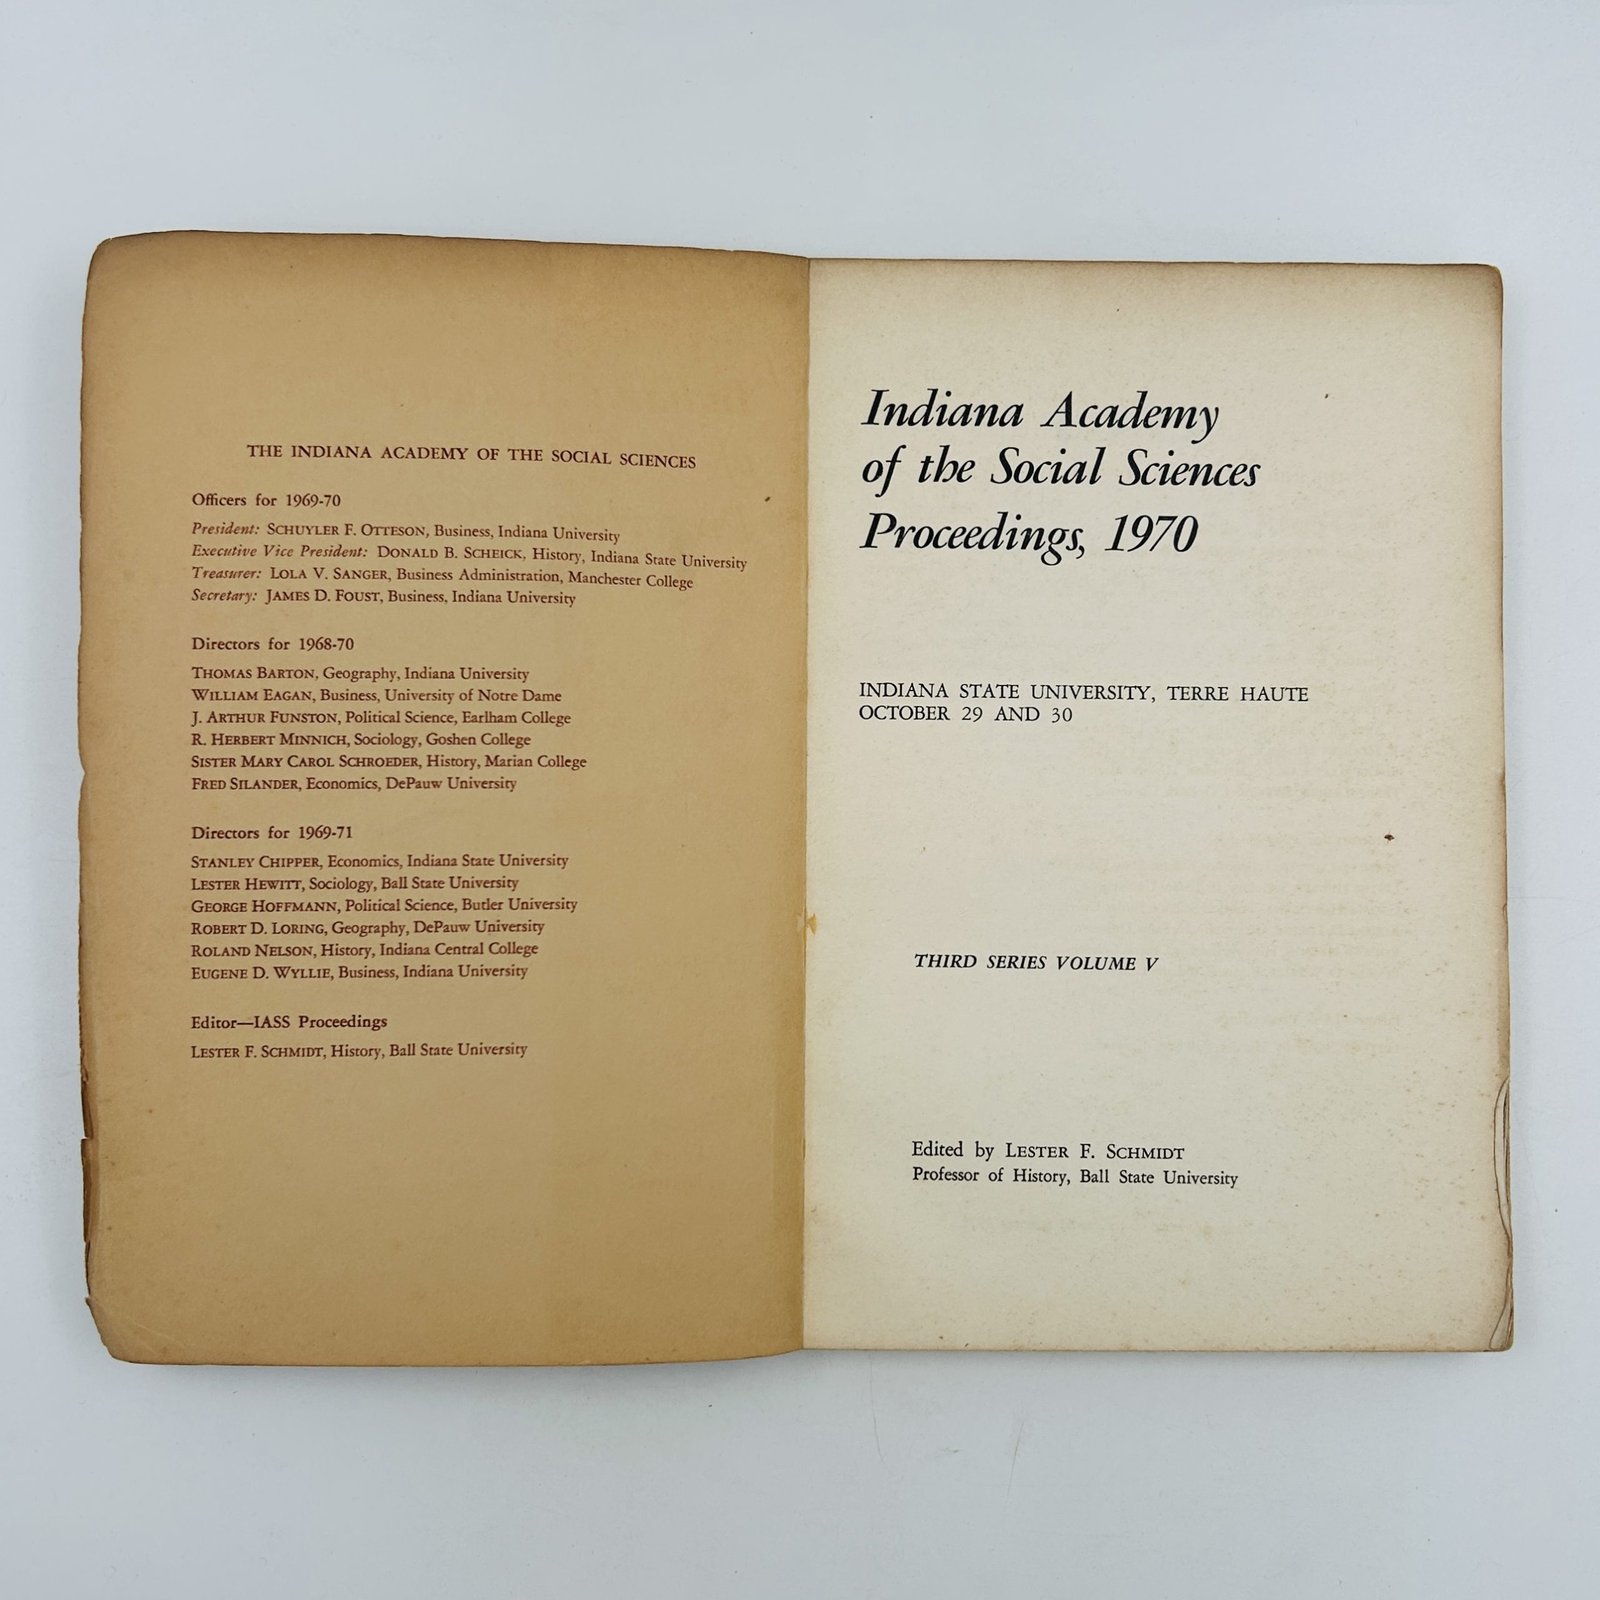 THE INDIANA ACADEMY OF THE SOCIAL SCIENCES
Officers for 1969-70
President: SCHUYLER F. OTTESON, Business, Indiana University
Executive Vice President: DONALD B. SCHEICK, History, Indiana State University
Treasurer: LOLA V. SANGER, Business Administration, Manchester College
Secretary: JAMES D. FOUST, Business, Indiana University
Directors for 1968-70
THOMAS BARTON, Geography, Indiana University
WILLIAM EAGAN, Business, University of Notre Dame
J. ARTHUR FUNSTON, Political Science, Earlham College
R. HERBERT MINNICH, Sociology, Goshen College
SISTER MARY CAROL SCHROEDER, History, Marian College
FRED SILANDER, Economics, DePauw University
Directors for 1969-71
STANLEY CHIPPER, Economics, Indiana State University
LESTER HEWITT, Sociology, Ball State University
GEORGE HOFFMANN, Political Science, Butler University
ROBERT D. LORING, Geography, DePauw University
ROLAND NELSON, History, Indiana Central College
EUGENE D. WYLLIE, Business, Indiana University
Editor—IASS Proceedings
LESTER F. SCHMIDT, History, Ball State University
Indiana Academy
of the Social Sciences
Proceedings, 1970
INDIANA STATE UNIVERSITY, TERRE HAUTE
OCTOBER 29 AND 30
THIRD SERIES VOLUME V
Edited by LESTER F. SCHMIDT
Professor of History, Ball State University